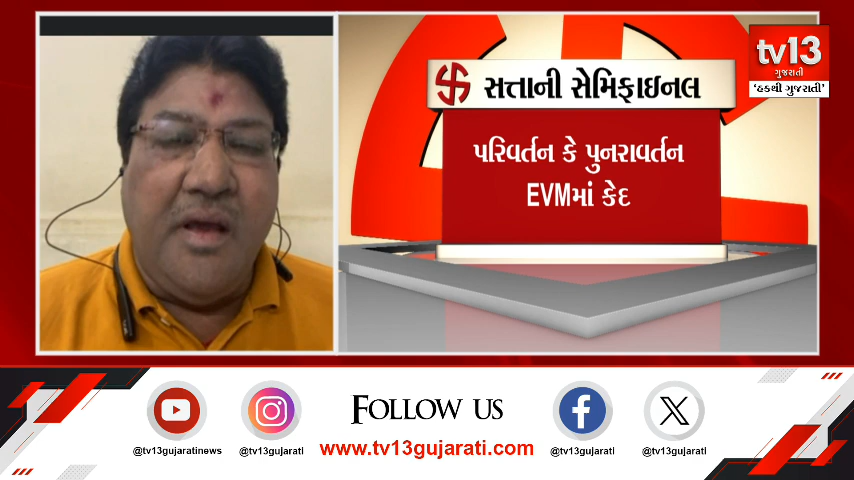 tv13
ગુજરાતી
'હકથી ગુજરાતી'
સત્તાની સેમિફાઇનલ
પરિવર્તન કે પુનરાવર્તન
EVMમાં કેદ
FOLLOW US
@tv13gujaratinews
@tv13gujarati
www.tv13gujarati.com
@tv13gujarati
@tv13gujarati